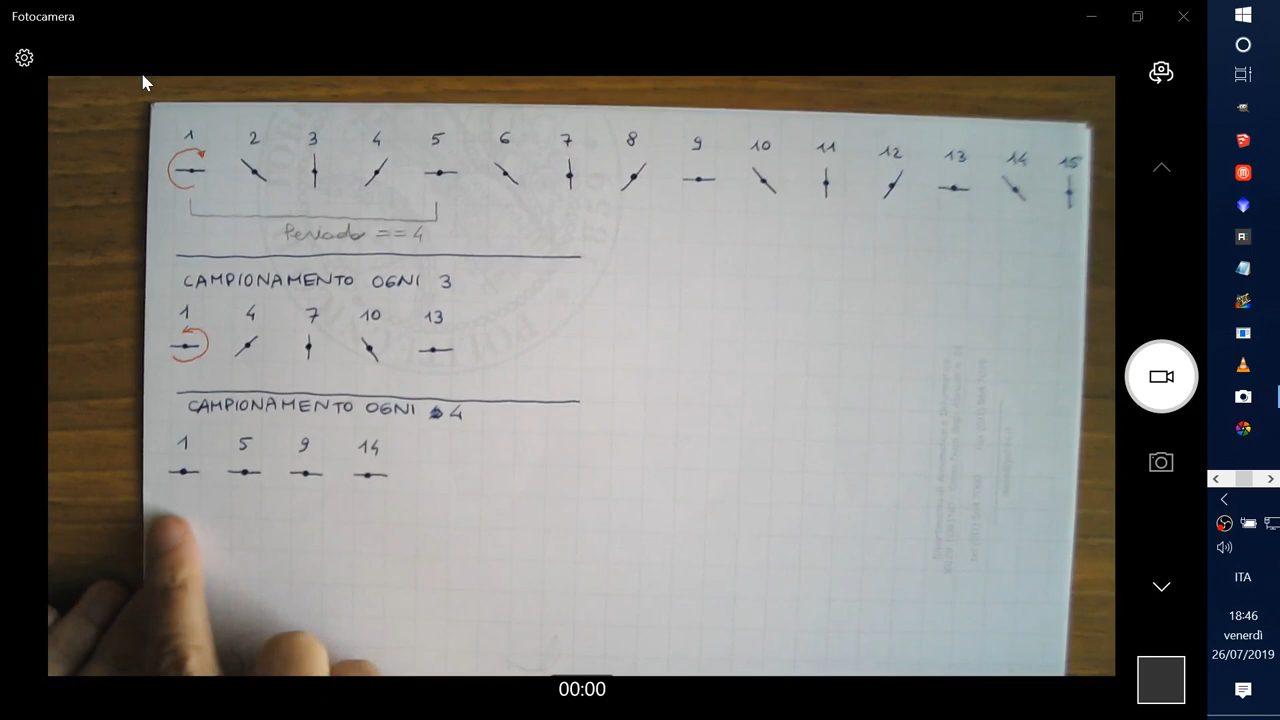 Fotocamera
1 2 3 4 5 6 7 8 9 10 11 12 13 14 15
Periodo == 4
CAMPIONAMENTO OGNI 3
1 4 7 10 13
CAMPIONAMENTO OGNI 4
1 5 9 14
00:00
ITA
18:46
venerdì
26/07/2019